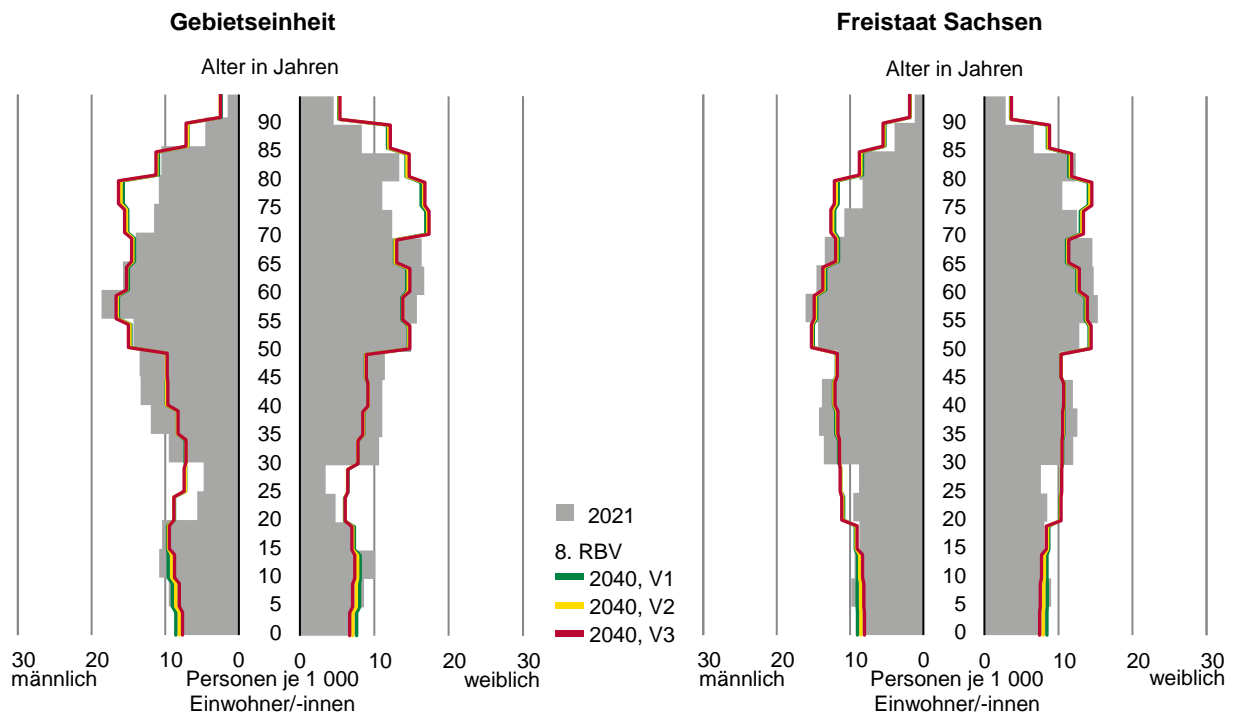 Gebietseinheit
Alter in Jahren
90
85
80
75
70
65
60
55
50
45
40
35
30
25
20
15
10
5
0
30 20 10 0 0 10 20 30
männlich Personen je 1 000 weiblich
Einwohner/-innen
2021
8. RBV
2040, V1
2040, V2
2040, V3
Freistaat Sachsen
Alter in Jahren
90
85
80
75
70
65
60
55
50
45
40
35
30
25
20
15
10
5
0
30 20 10 0 0 10 20 30
männlich Personen je 1 000 weiblich
Einwohner/-innen